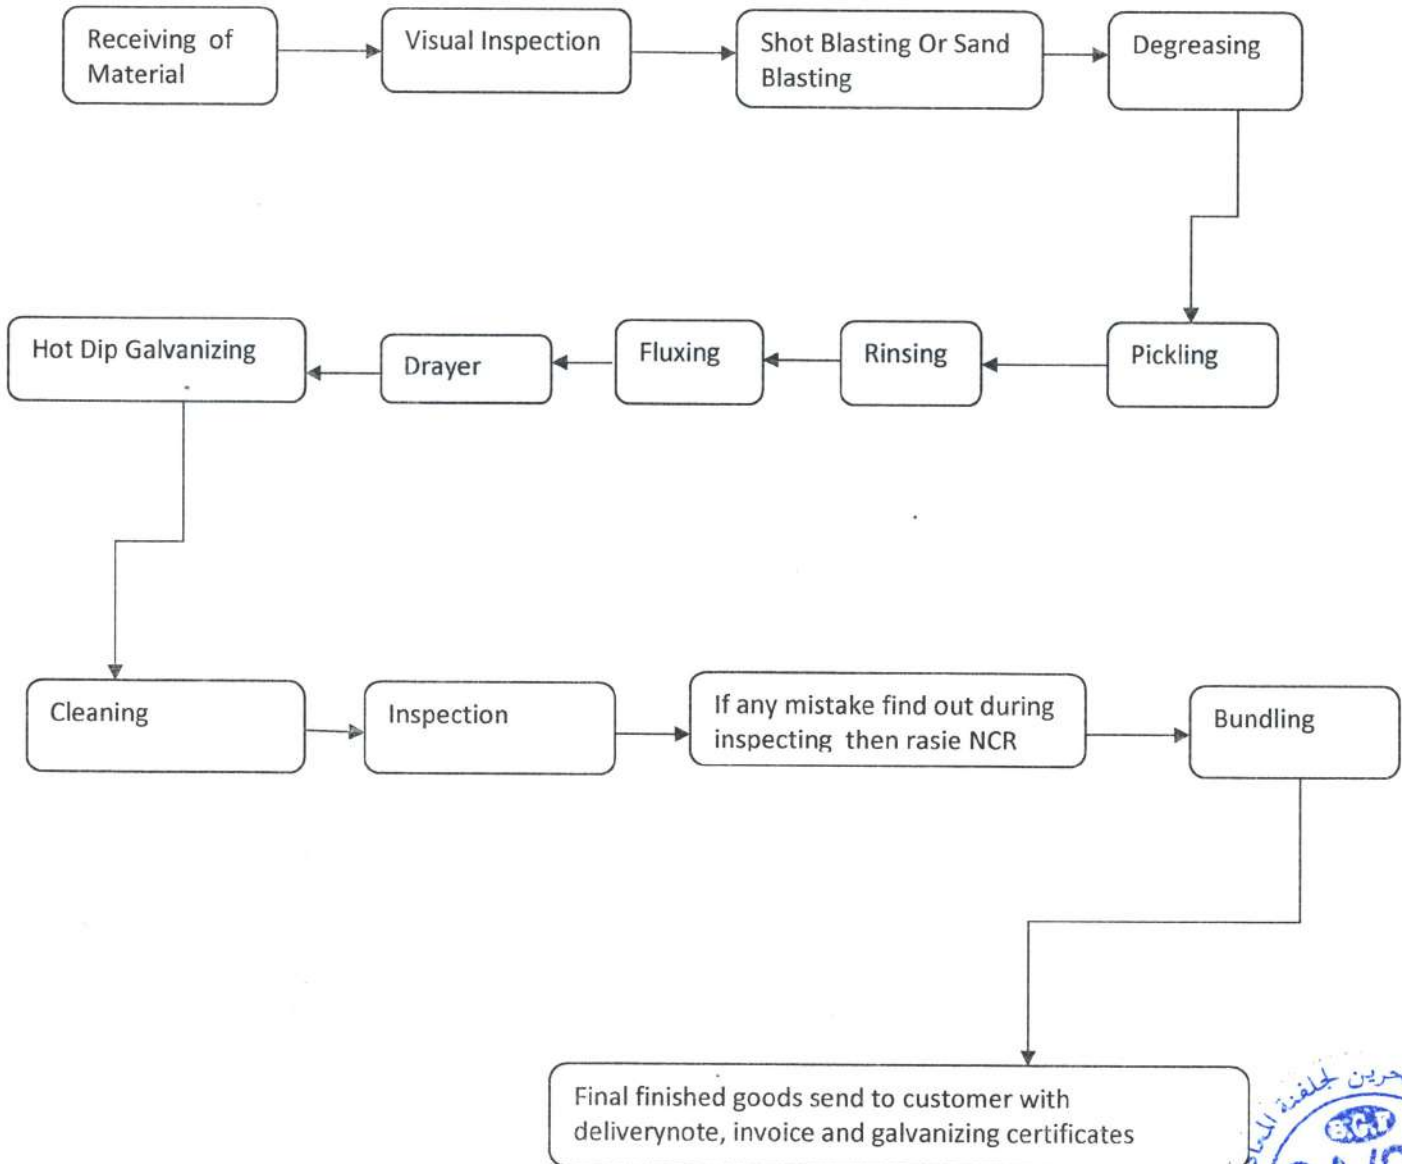 Receiving of
Material
Visual Inspection
Shot Blasting Or Sand
Blasting
Degreasing
Hot Dip Galvanizing
Drayer
Fluxing
Rinsing
Pickling
Cleaning
Inspection
If any mistake find out during
inspecting then rasie NCR
Bundling
Final finished goods send to customer with
deliverynote, invoice and galvanizing certificates
لجلفنة